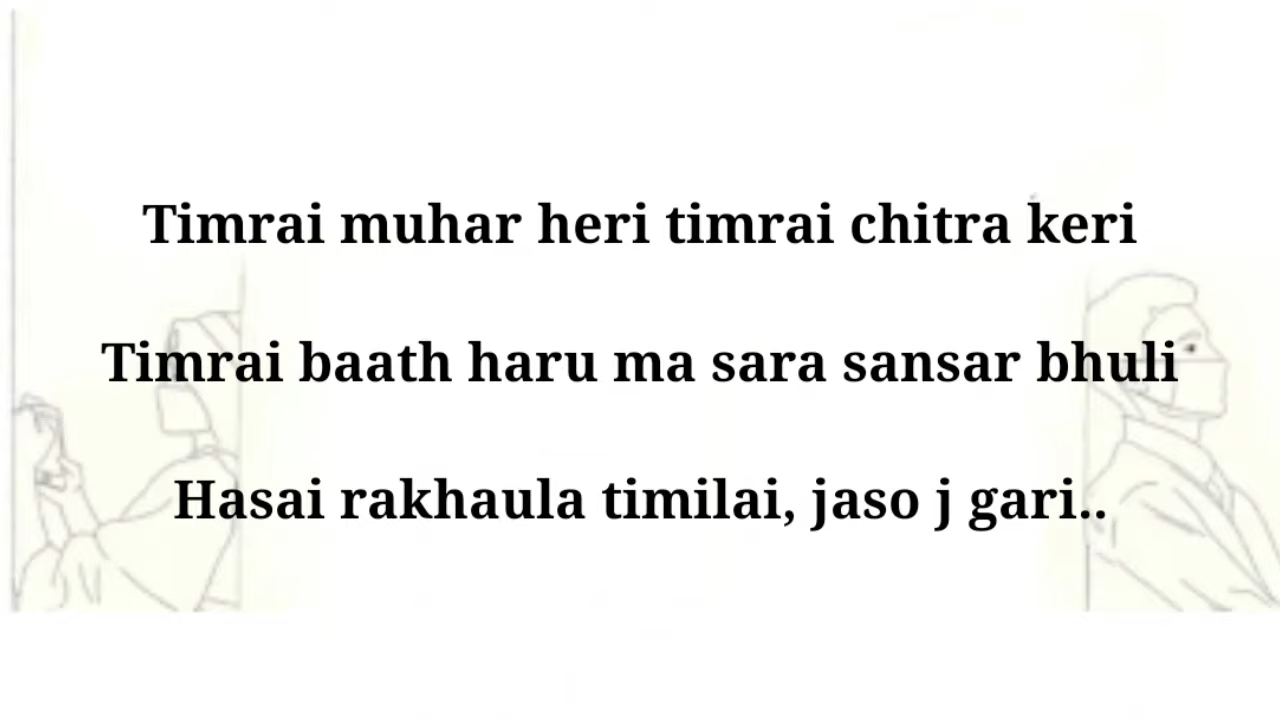 Timrai muhar heri timrai chitra keri
Timrai baath haru ma sara sansar bhuli
Hasai rakhaula timilai, jaso j gari..